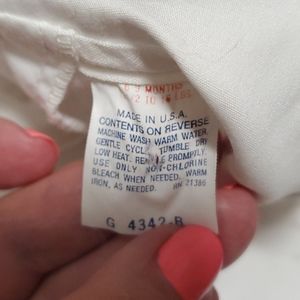 MONTHS
MADE IN U.S.A.
CONTENTS ON REVERSE
MACHINE WASH WARM WATER,
GENTLE CYCLE, TUMBLE DRY
LOW HEAT. REMOVE PROMPTLY.
USE ONLY NON-CHLORINE
BLEACH WHEN NEEDED. WARM
IRON, AS NEEDED. RN 21386
G 4342-B